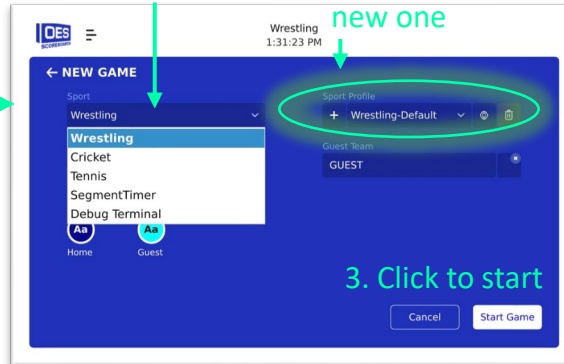 new one
OES
SCOREBOARDS
Wrestling
1:31:23 PM
← NEW GAME
Sport
Sport Profile
Wrestling
+ Wrestling-Default
Wrestling
Cricket
Tennis
SegmentTimer
Debug Terminal
Guest Team
GUEST
Aa
Aa
Home
Guest
3. Click to start
Cancel
Start Game